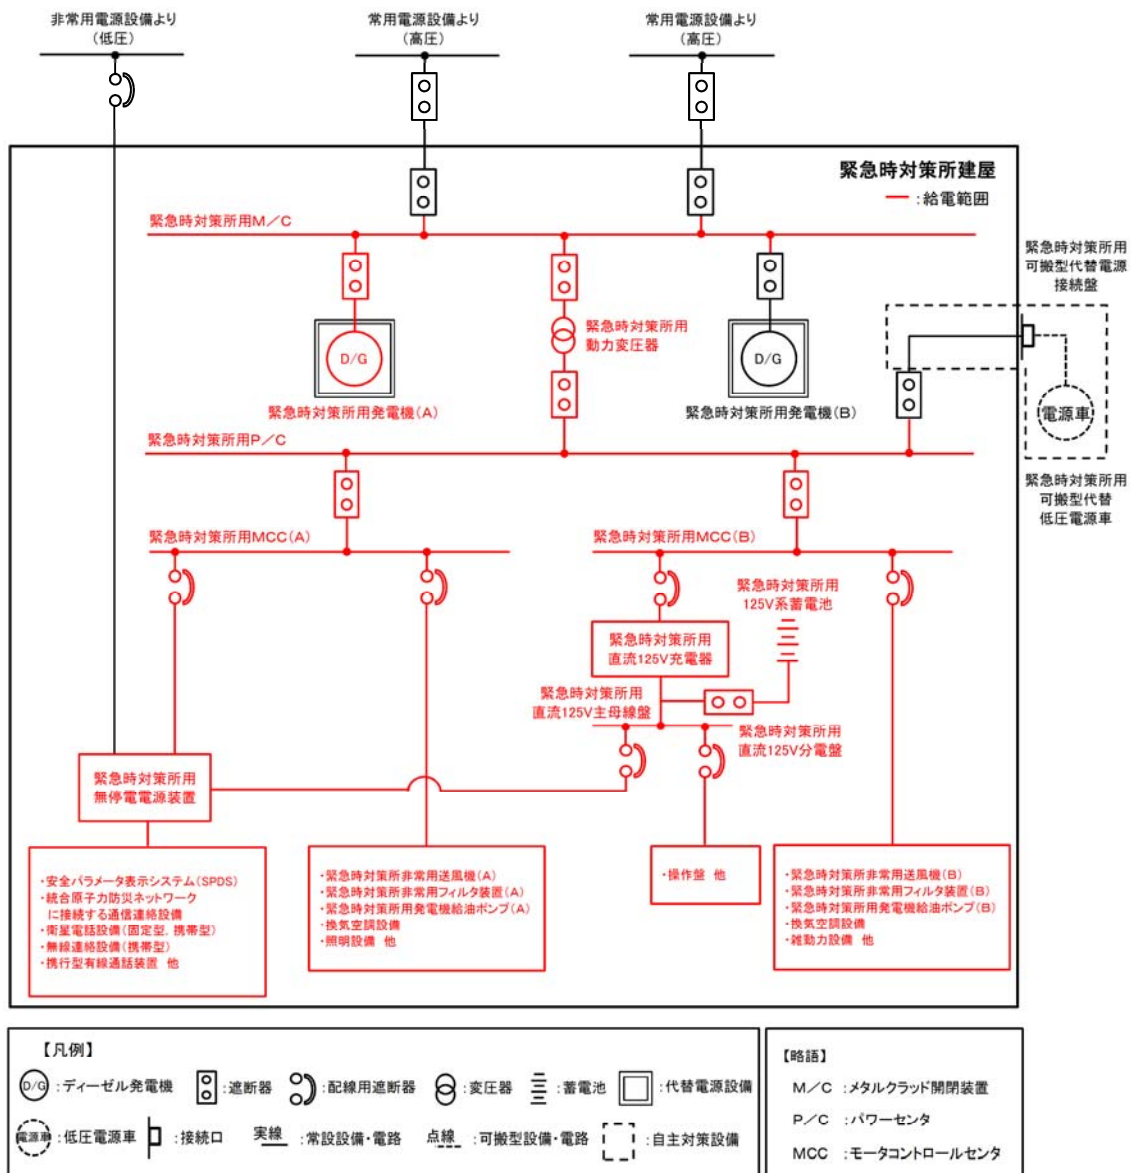 非常用電源設備より
(低圧)
常用電源設備より
(高圧)
常用電源設備より
(高圧)
緊急時対策所建屋
:給電範囲
緊急時対策所用M/C
緊急時対策所用
可搬型代替電源
接続盤
緊急時対策所用
動力変圧器
D/G
D/G
緊急時対策所用発電機(A)
緊急時対策所用発電機(B)
電源車
緊急時対策所用P/C
緊急時対策所用
可搬型代替
低圧電源車
緊急時対策所用MCC(A)
緊急時対策所用MCC(B)
緊急時対策所用
125V系蓄電池
緊急時対策所用
直流125V充電器
緊急時対策所用
直流125V主母線盤
緊急時対策所用
直流125V分電盤
緊急時対策所用
無停電電源装置
・安全パラメータ表示システム(SPDS)
・統合原子力防災ネットワーク
に接続する通信連絡設備
・衛星電話設備(固定型,携帯型)
・無線連絡設備(携帯型)
・携行型有線通話装置 他
・緊急時対策所非常用送風機(A)
・緊急時対策所非常用フィルタ装置(A)
・緊急時対策所用発電機給油ポンプ(A)
・換気空調設備
・照明設備 他
・操作盤 他
・緊急時対策所非常用送風機(B)
・緊急時対策所非常用フィルタ装置(B)
・緊急時対策所用発電機給油ポンプ(B)
・換気空調設備
・雑動力設備 他
【凡例】
D/G :ディーゼル発電機 :遮断器 :配線用遮断器 :変圧器 :蓄電池 :代替電源設備
電源車 :低圧電源車 :接続口 実線 :常設設備・電路 点線 :可搬型設備・電路 :自主対策設備
【略語】
M/C :メタルクラッド開閉装置
P/C :パワーセンタ
MCC :モータコントロールセンタ